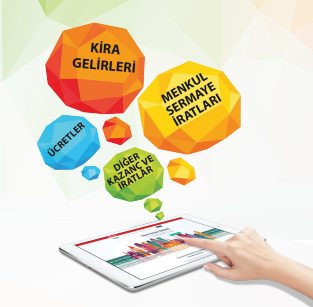 KİRA
GELİRLERİ
MENKUL
SERMAYE
İRATLARI
ÜCRETLER
DİĞER
KAZANÇ VE
İRATLAR